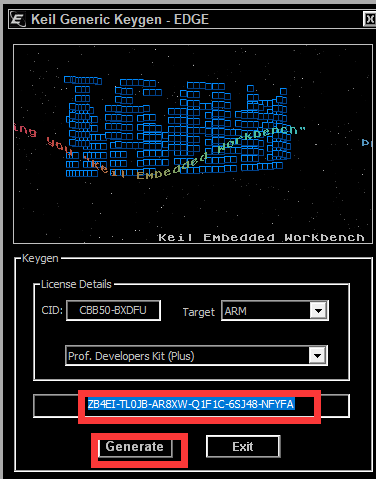 Keil Generic Keygen - EDGE
ing you "Keil Embedded Workbench"
Keil Embedded Workbench
Keygen
License Details
CID: CBB50-BXDFU Target ARM
Prof. Developers Kit (Plus)
ZB4EI-TL0JB-AR8XW-Q1F1C-6SJ48-NFYFA
Generate Exit